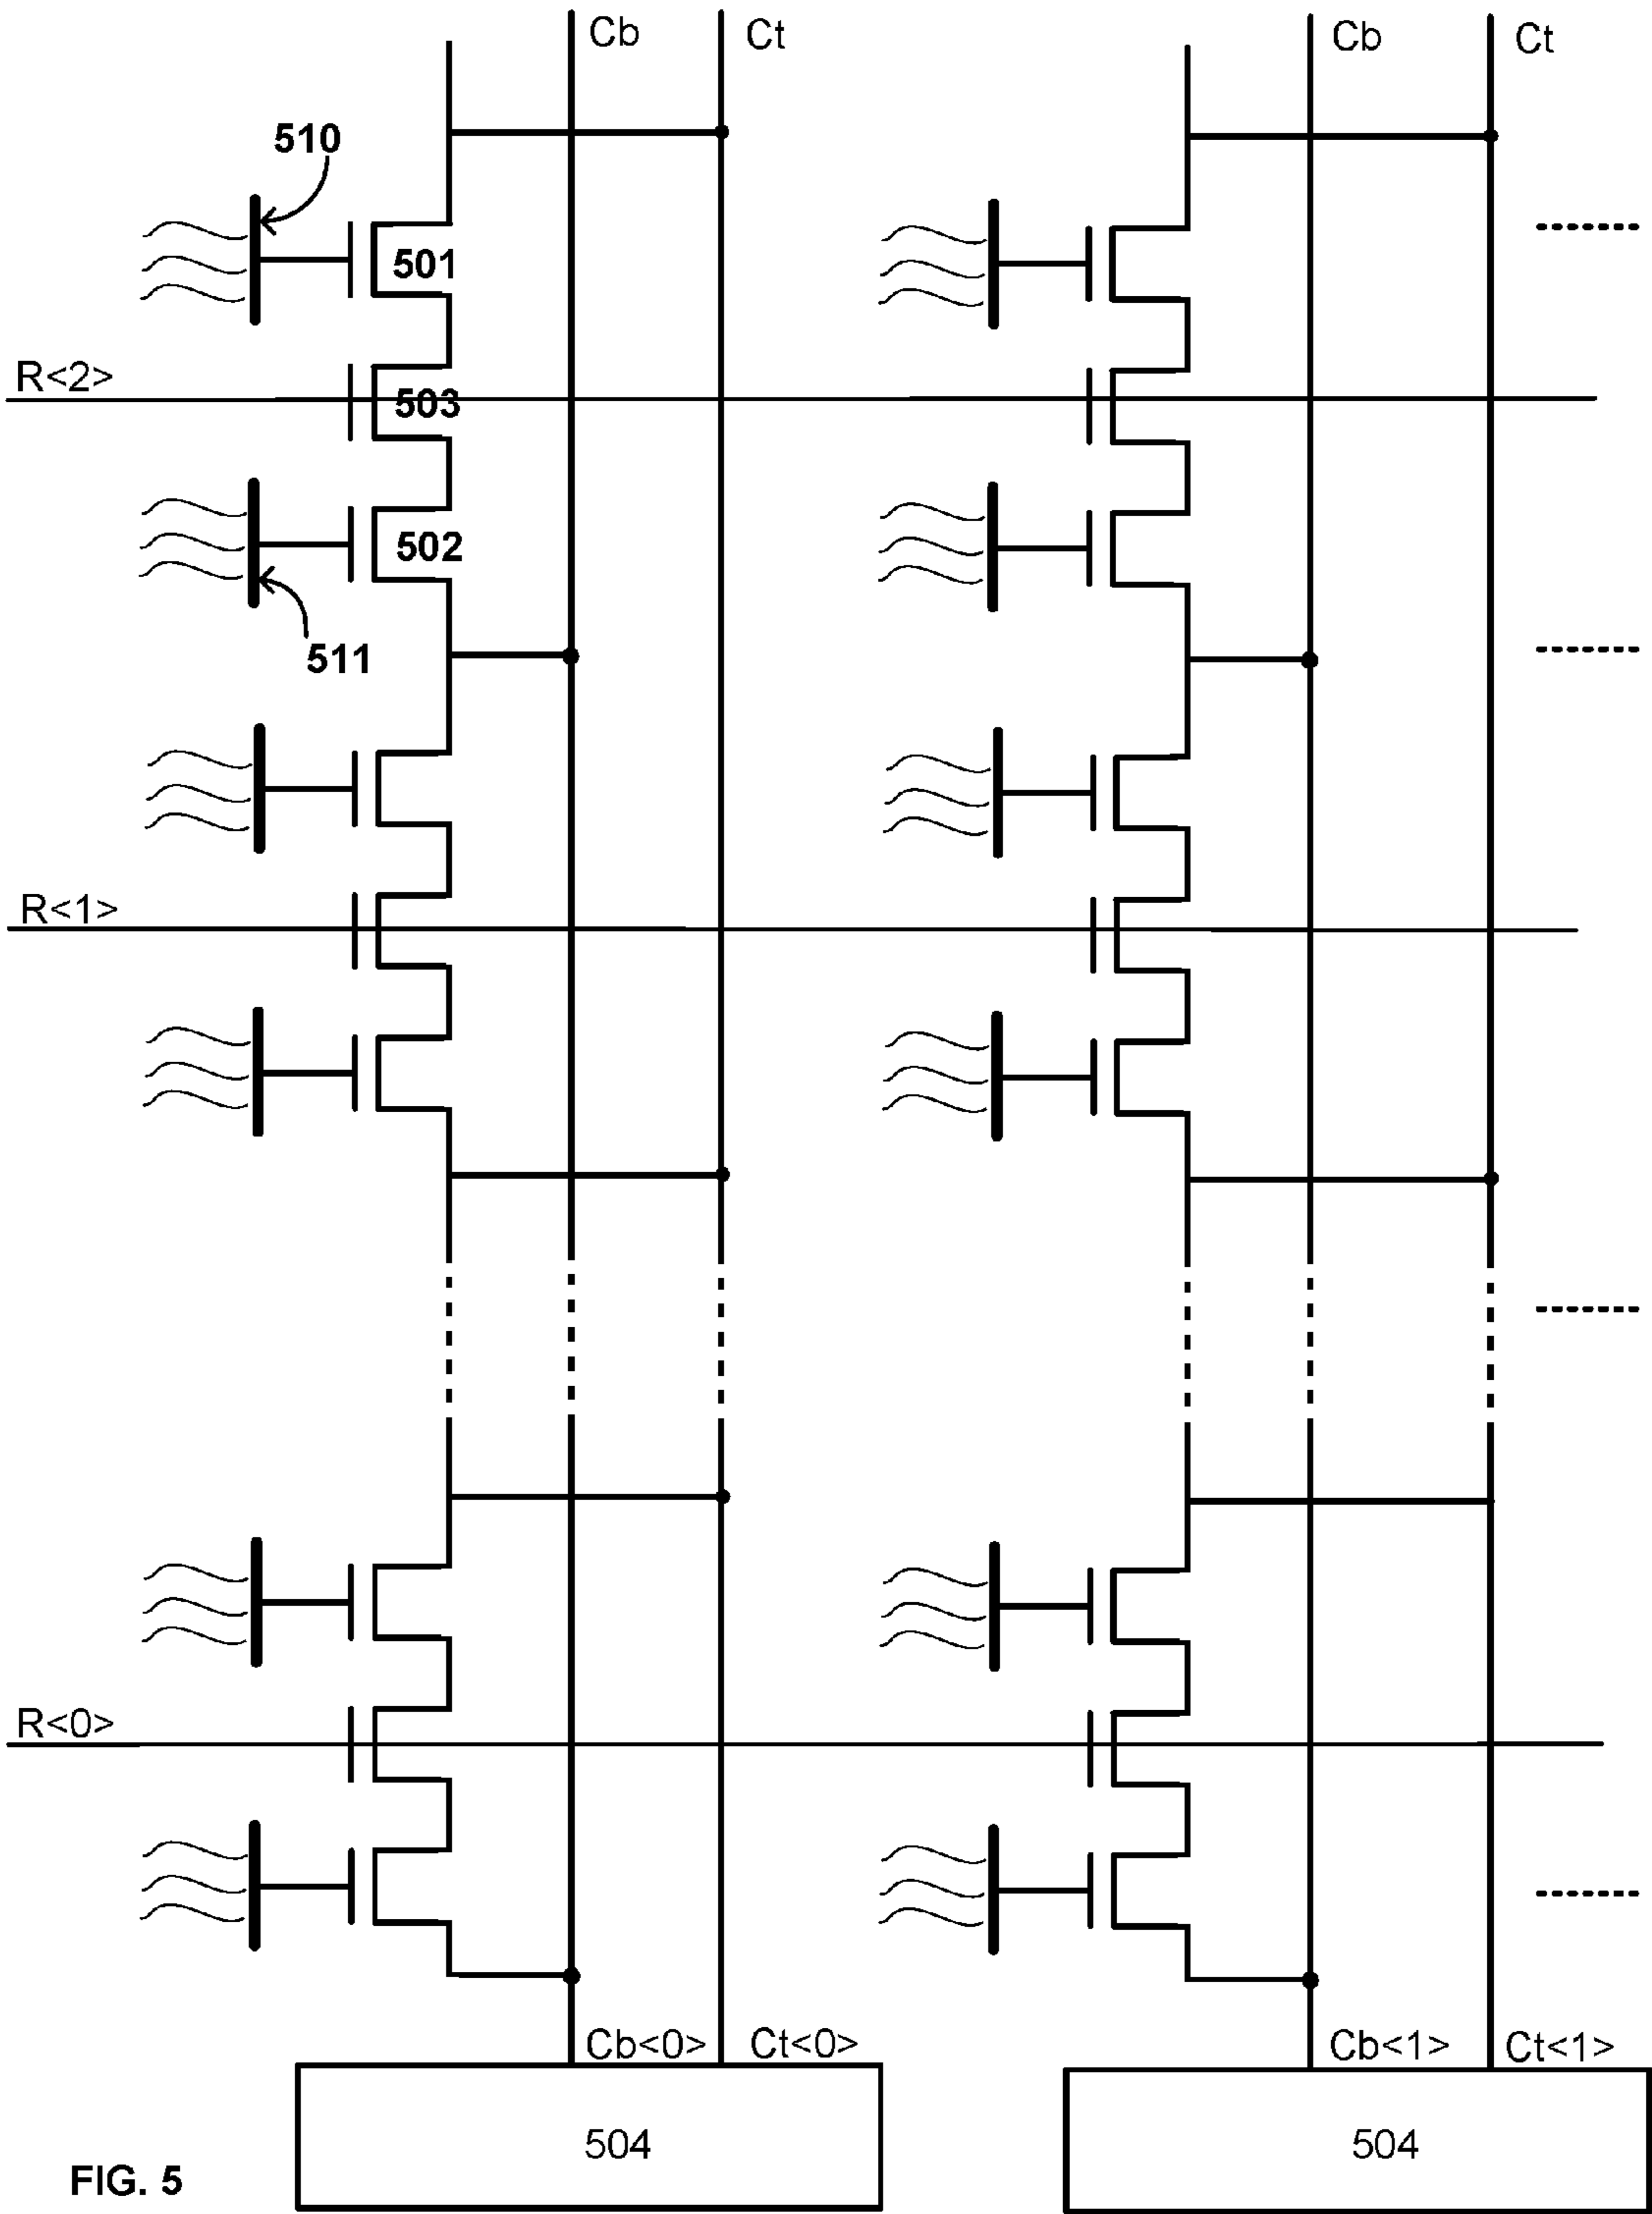 Cb Ct Cb Ct
510
501
R<2>
503
502
511
R<1>
R<0>
Cb<0> Ct<0> Cb<1> Ct<1>
504 504
FIG. 5